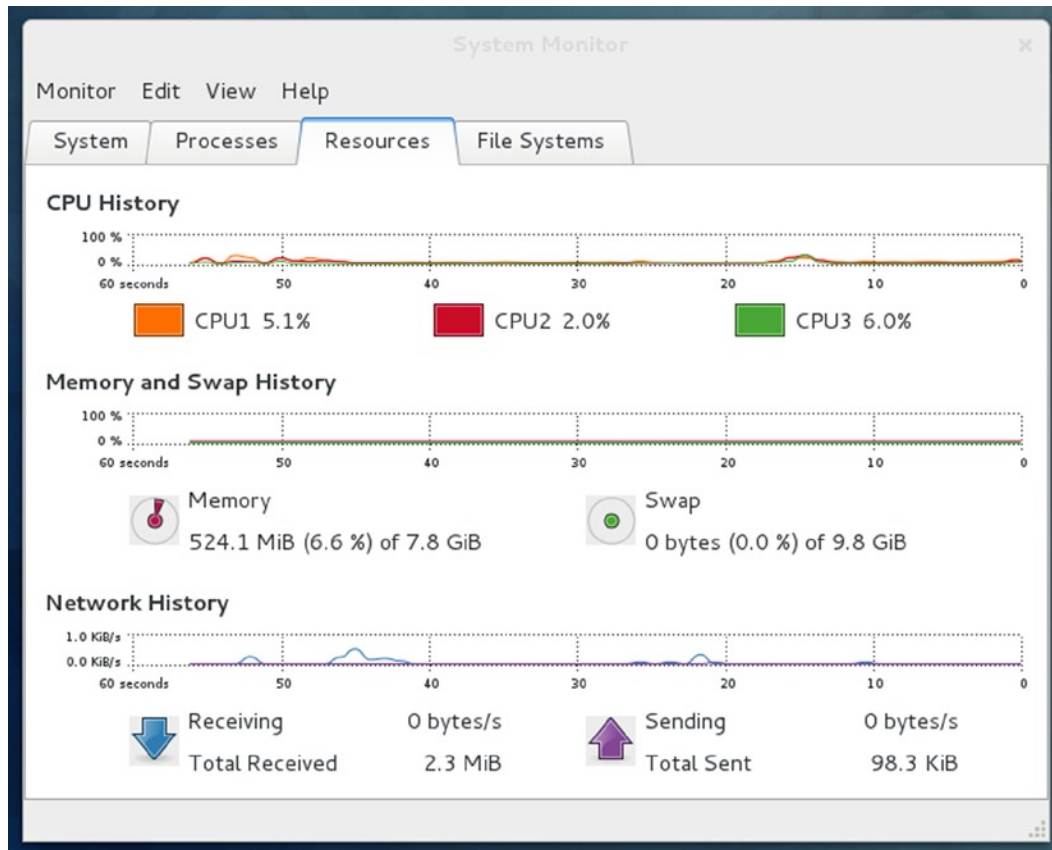 System Monitor
Monitor Edit View Help
System Processes Resources File Systems
CPU History
100 %
0 %
60 seconds 50 40 30 20 10 0
CPU1 5.1% CPU2 2.0% CPU3 6.0%
Memory and Swap History
100 %
0 %
60 seconds 50 40 30 20 10 0
Memory Swap
524.1 MiB (6.6 %) of 7.8 GiB 0 bytes (0.0 %) of 9.8 GiB
Network History
1.0 KiB/s
0.0 KiB/s
60 seconds 50 40 30 20 10 0
Receiving 0 bytes/s Sending 0 bytes/s
Total Received 2.3 MiB Total Sent 98.3 KiB